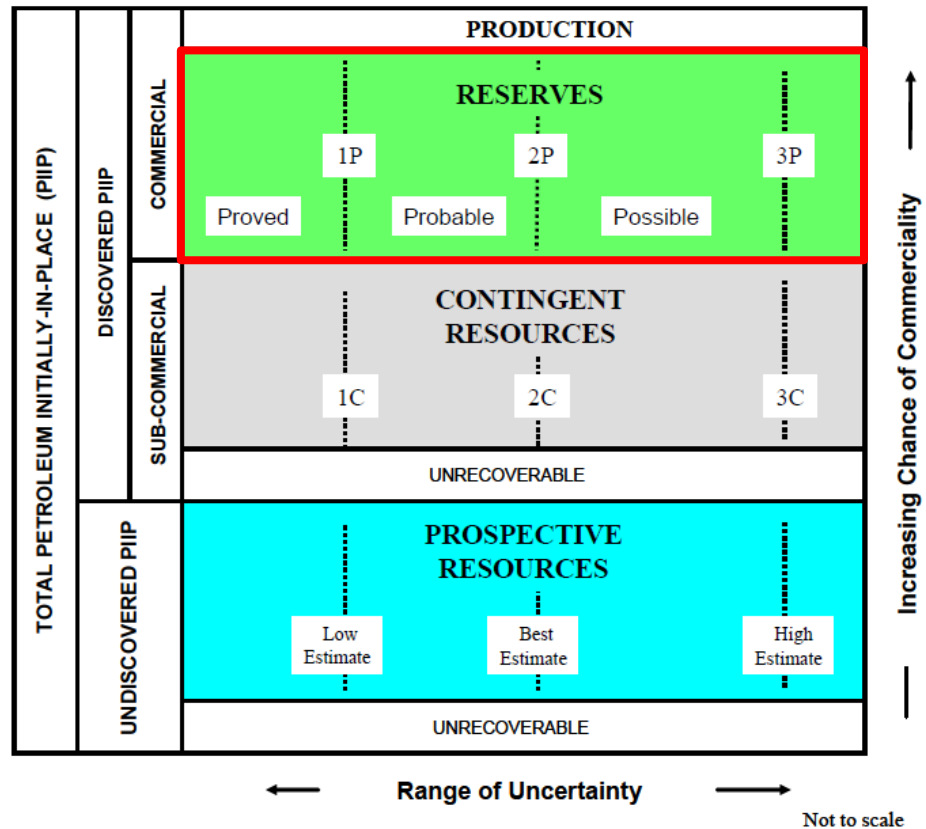 TOTAL PETROLEUM INITIALLY-IN-PLACE (PIIP)
DISCOVERED PIIP
COMMERCIAL
PRODUCTION
RESERVES
1P
2P
3P
Proved
Probable
Possible
SUB-COMMERCIAL
CONTINGENT
RESOURCES
1C
2C
3C
UNRECOVERABLE
UNDISCOVERED PIIP
PROSPECTIVE
RESOURCES
Low
Estimate
Best
Estimate
High
Estimate
UNRECOVERABLE
Increasing Chance of Commerciality
Range of Uncertainty
Not to scale